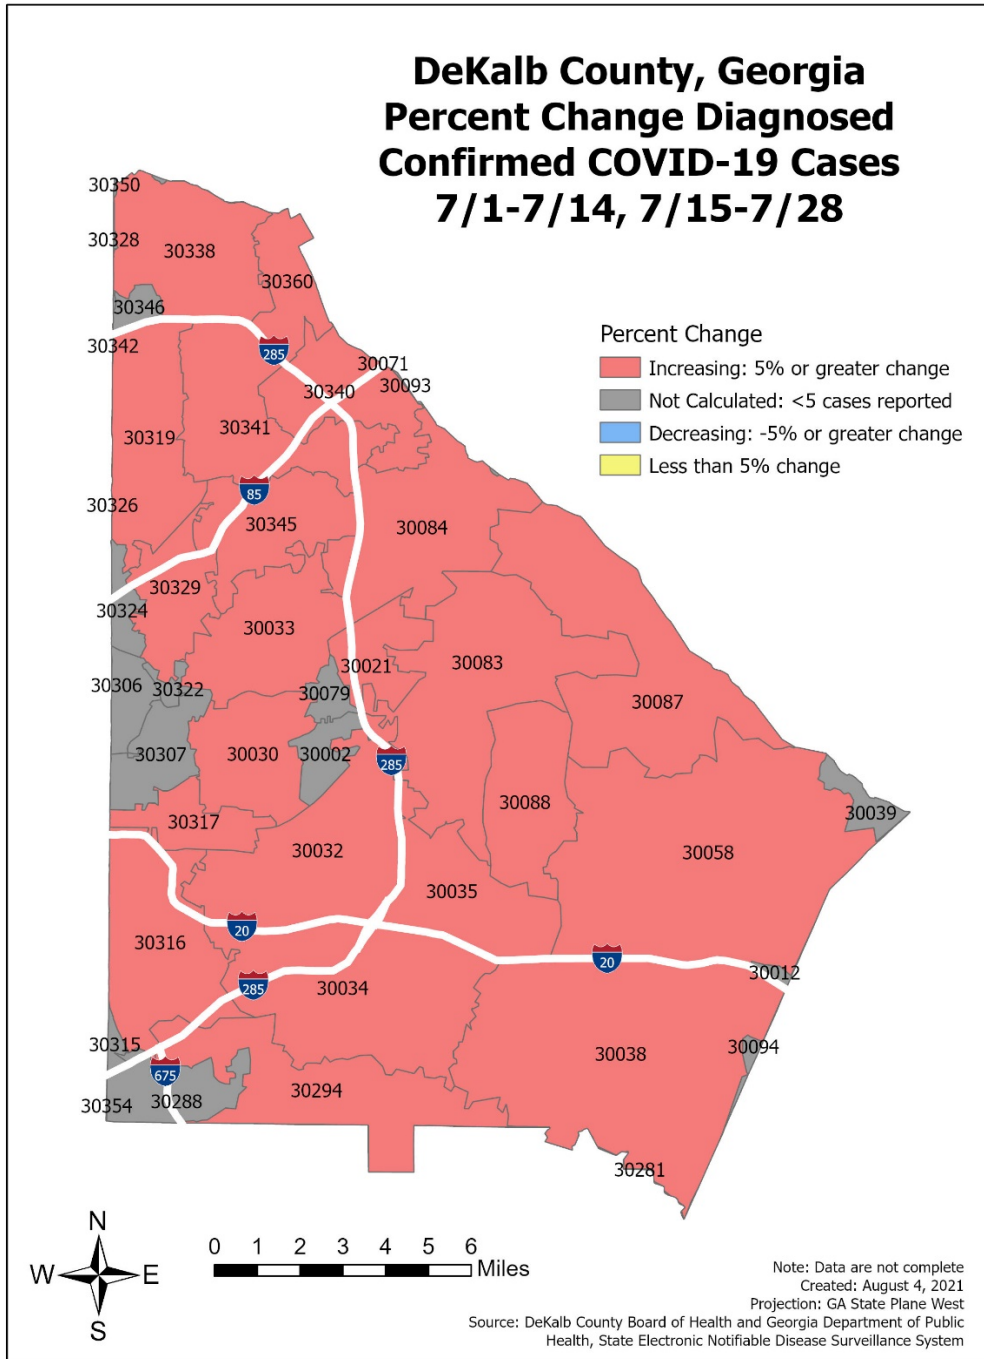 DeKalb County, Georgia
Percent Change Diagnosed
Confirmed COVID-19 Cases
7/1-7/14, 7/15-7/28
30350
30328
30338
30360
30346
30342
285
30071
30340
30093
30319
30341
Percent Change
Increasing: 5% or greater change
Not Calculated: <5 cases reported
Decreasing: -5% or greater change
Less than 5% change
85
30326
30345
30084
30329
30324
30033
30021
30083
30306
30322
30079
30087
30307
30030
30002
285
30088
30039
30317
30032
30058
30035
20
30316
20
30012
285
30034
30315
30038
30094
675
30294
30354
30288
30281
N
W
E
S
0 1 2 3 4 5 6
Miles
Note: Data are not complete
Created: August 4, 2021
Projection: GA State Plane West
Source: DeKalb County Board of Health and Georgia Department of Public
Health, State Electronic Notifiable Disease Surveillance System